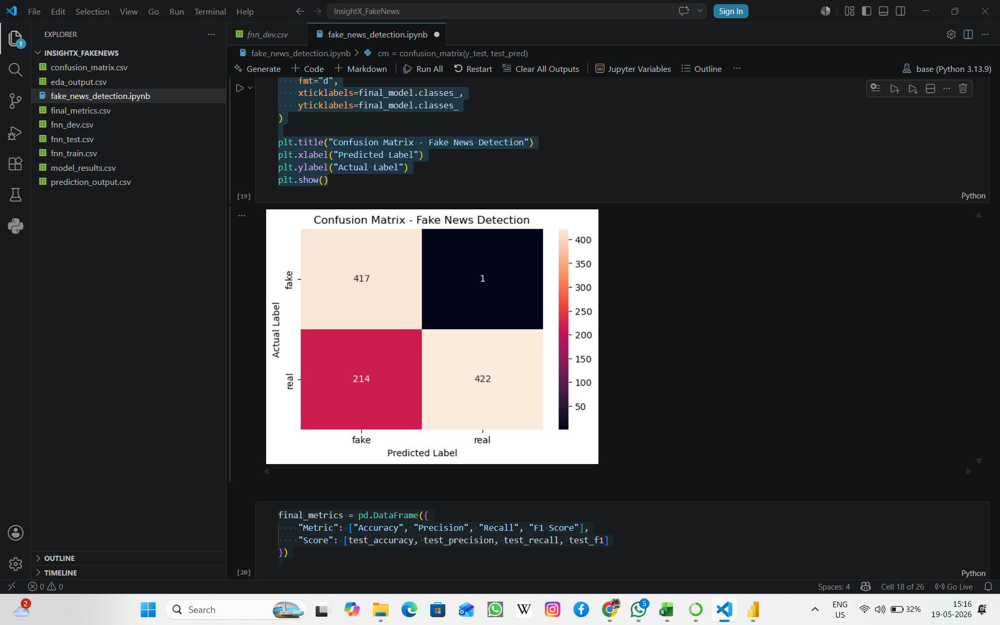 File Edit Selection View Go Run Terminal Help
InsightX_FakeNews
Sign In
EXPLORER
INSIGHTX_FAKENEWS
confusion_matrix.csv
eda_output.csv
fake_news_detection.ipynb
final_metrics.csv
fnn_dev.csv
fnn_test.csv
fnn_train.csv
model_results.csv
prediction_output.csv
OUTLINE
TIMELINE
1
fnn_dev.csv
fake_news_detection.ipynb
fake_news_detection.ipynb > cm = confusion_matrix(y_test, test_pred)
Generate + Code + Markdown Run All Restart Clear All Outputs Jupyter Variables Outline ...
base (Python 3.13.9)
fmt="d",
xticklabels=final_model.classes_,
yticklabels=final_model.classes_
)
plt.title("Confusion Matrix - Fake News Detection")
plt.xlabel("Predicted Label")
plt.ylabel("Actual Label")
plt.show()
[19]
Python
Confusion Matrix - Fake News Detection
Actual Label
fake
real
417
1
214
422
fake
real
Predicted Label
400
350
300
250
200
150
100
50
final_metrics = pd.DataFrame({
"Metric": ["Accuracy", "Precision", "Recall", "F1 Score"],
"Score": [test_accuracy, test_precision, test_recall, test_f1]
})
[20]
Python
0 0
Spaces: 4
Cell 18 of 26
Go Live
2
Search
W
5
ENG
US
32%
15:16
19-05-2026